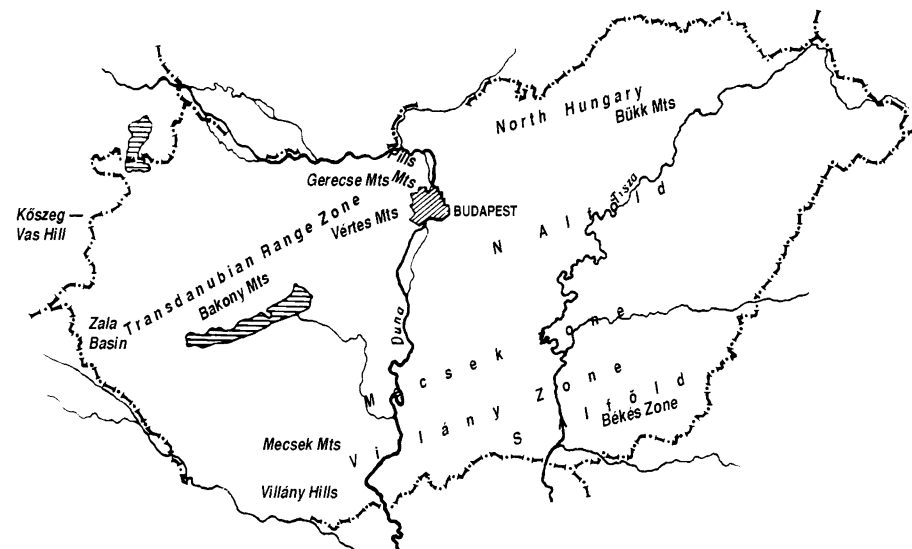 North Hungary
Bükk Mts
Pilis
Mts
Gerecse Mts
Tisza
Kőszeg
Vas Hill
BUDAPEST
Vértes Mts
N Alföld
Transdanubian Range Zone
Bakony Mts
Zala
Basin
Duna
Mecsek Zone
Villány Zone
S Alföld
Békés Zone
Mecsek Mts
Villány Hills